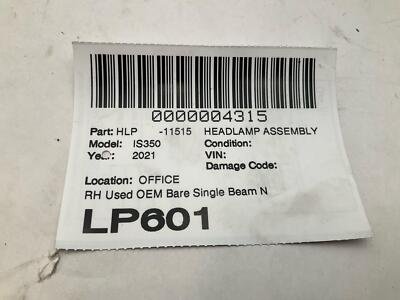 0000004315
Part: HLP -11515 HEADLAMP ASSEMBLY
Model: IS350 Condition:
Year: 2021 VIN:
Damage Code:
Location: OFFICE
RH Used OEM Bare Single Beam N
LP601